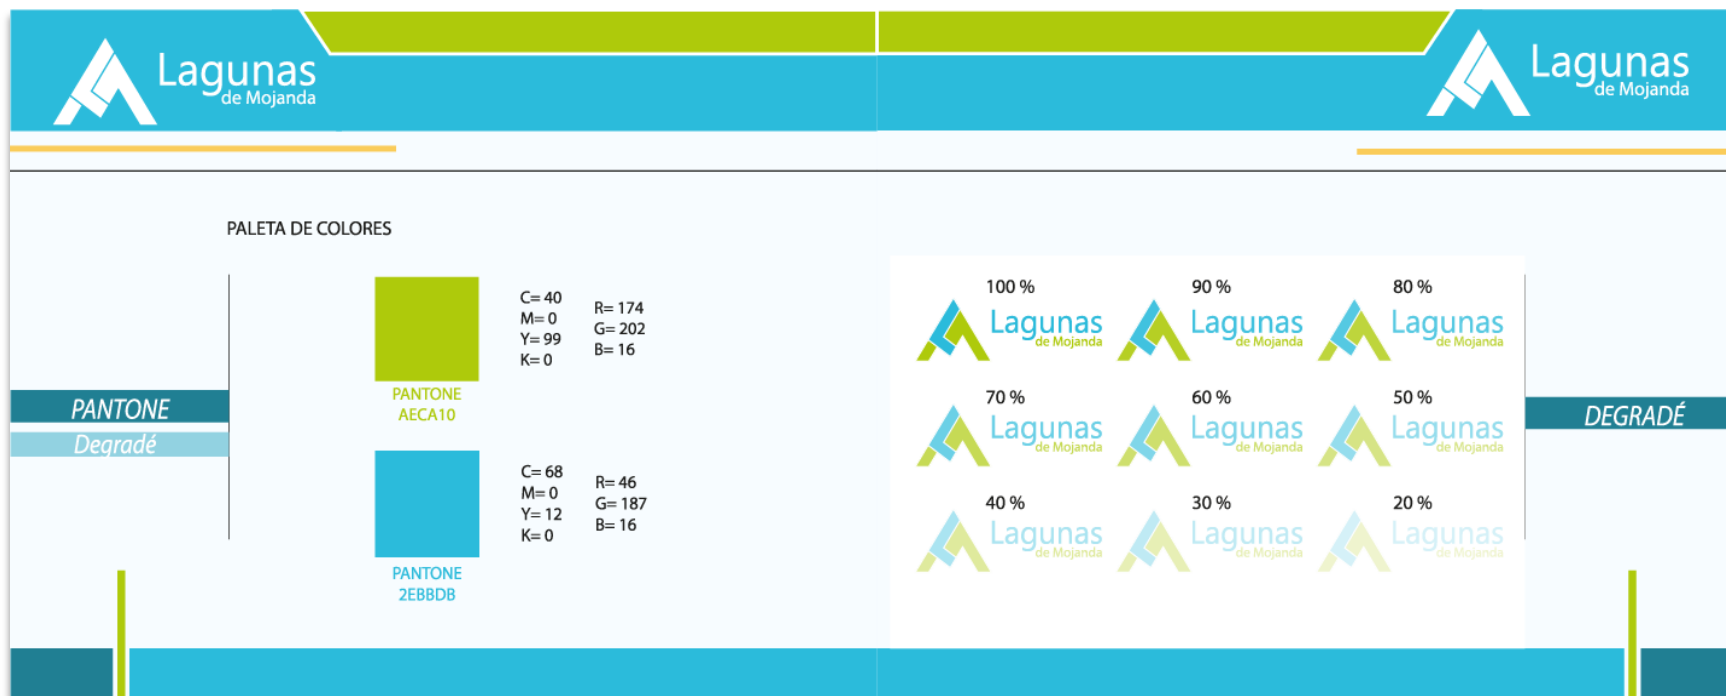 Lagunas
de Mojanda
Lagunas
de Mojanda
PALETA DE COLORES
PANTONE
Degradé
C= 40
M= 0
Y= 99
K= 0
R= 174
G= 202
B= 16
PANTONE
AECA10
C= 68
M= 0
Y= 12
K= 0
R= 46
G= 187
B= 16
PANTONE
2EBBDB
100 %
Lagunas
de Mojanda
90 %
Lagunas
de Mojanda
80 %
Lagunas
de Mojanda
70 %
Lagunas
de Mojanda
60 %
Lagunas
de Mojanda
50 %
Lagunas
de Mojanda
40 %
Lagunas
de Mojanda
30 %
Lagunas
de Mojanda
20 %
Lagunas
de Mojanda
DEGRADÉ